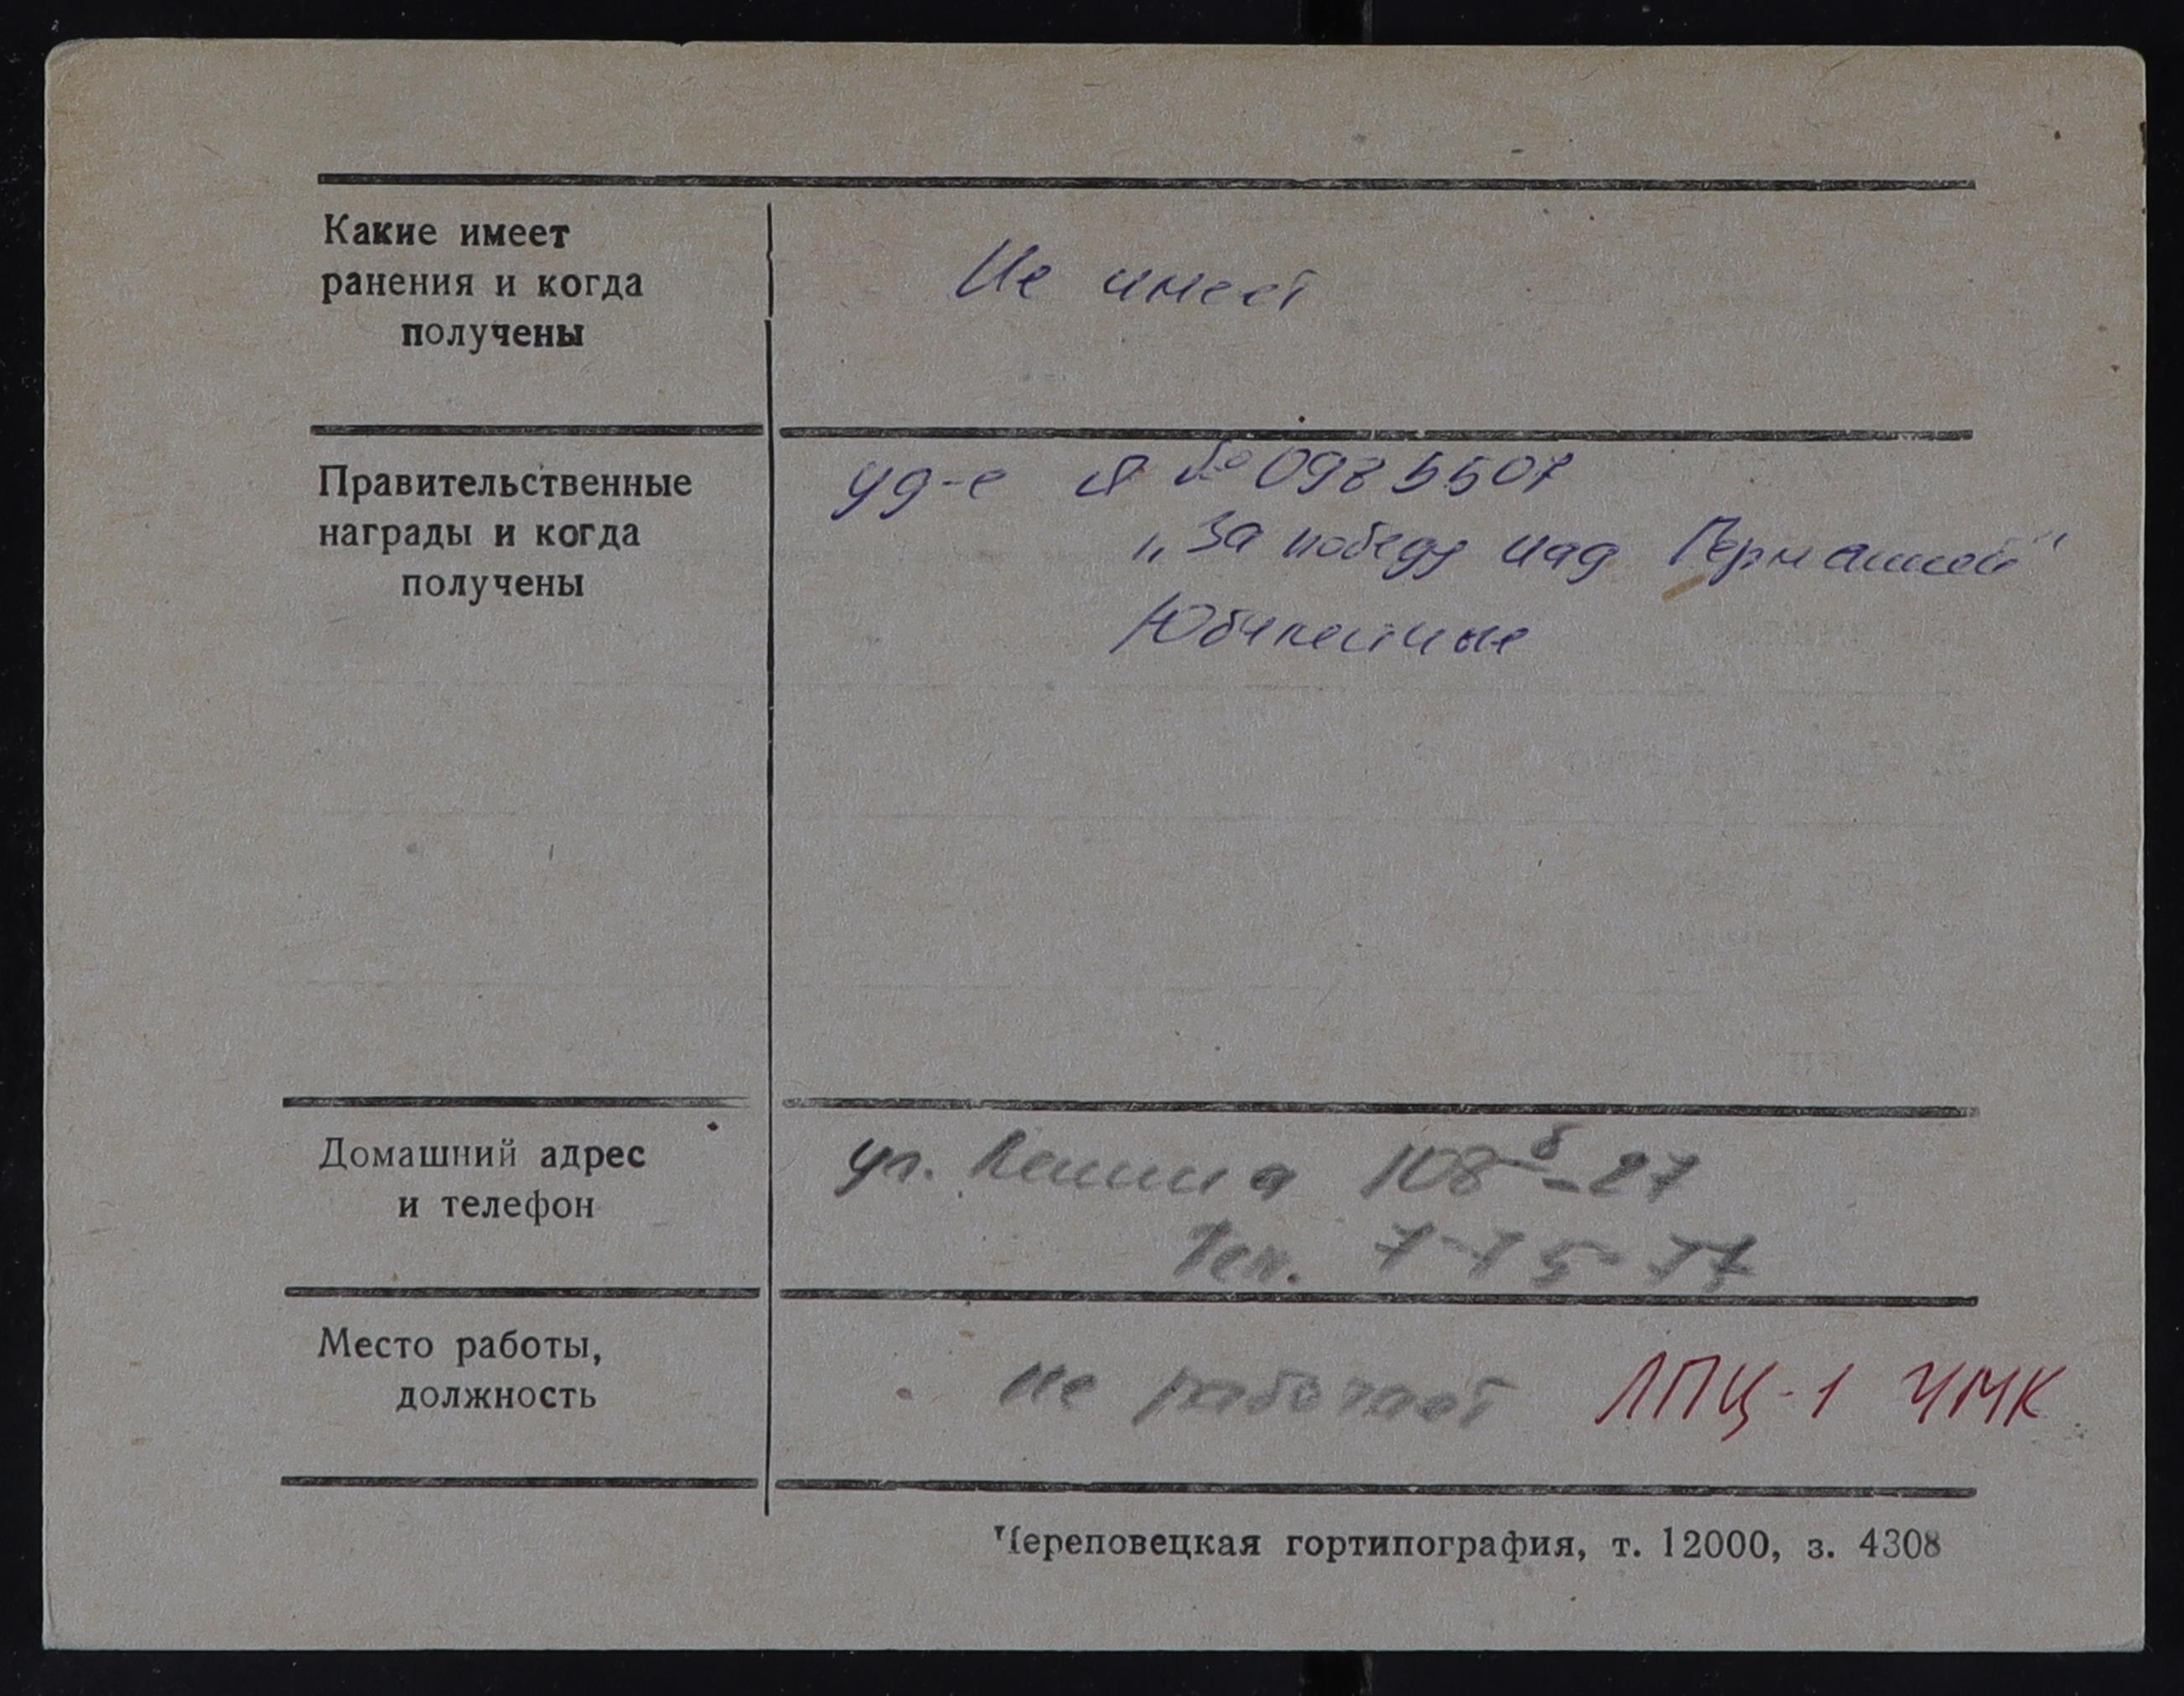 Какие имеет
ранения и когда
получены
Не имеет
Правительственные
награды и когда
получены
уд-е Я № 0985507
„За победу над Германией"
Юбилейные
Домашний адрес
и телефон
ул. Ленина 108б-27
Тел. 7-15-77
Место работы,
должность
не работает ЛПЦ-1 ЧМК
Череповецкая гортипография, т. 12000, з. 4308